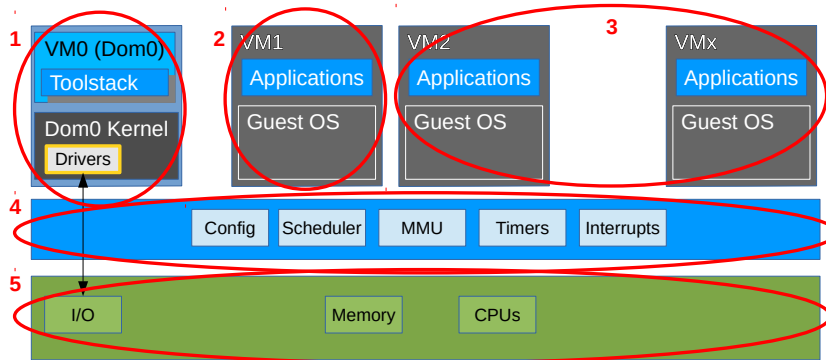 1
VM0 (Dom0)
Toolstack
Dom0 Kernel
Drivers
2
VM1
Applications
Guest OS
3
VM2
Applications
Guest OS
VMx
Applications
Guest OS
4
Config
Scheduler
MMU
Timers
Interrupts
5
I/O
Memory
CPUs